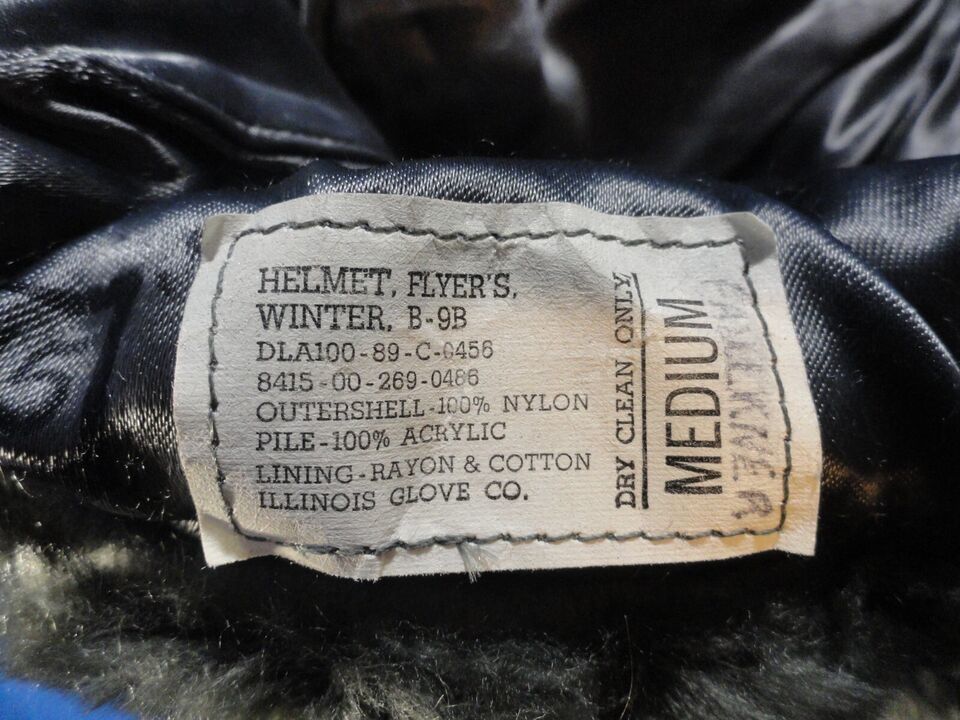 HELMET, FLYER'S,
WINTER, B-9B
DLA100-89-C-0456
8415-00-269-0486
OUTERSHELL-100% NYLON
PILE-100% ACRYLIC
LINING-RAYON & COTTON
ILLINOIS GLOVE CO.
DRY CLEAN ONLY
MEDIUM